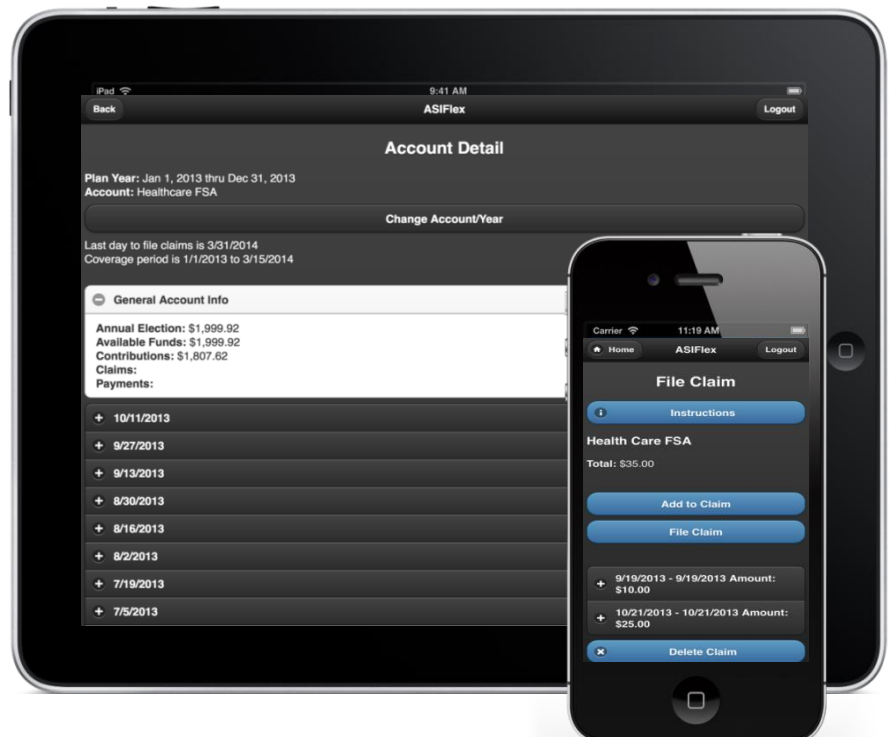 iPad 9:41 AM
Back ASIFlex Logout
Account Detail
Plan Year: Jan 1, 2013 thru Dec 31, 2013
Account: Healthcare FSA
Change Account/Year
Last day to file claims is 3/31/2014
Coverage period is 1/1/2013 to 3/15/2014
General Account Info
Annual Election: $1,999.92
Available Funds: $1,999.92
Contributions: $1,807.62
Claims:
Payments:
10/11/2013
9/27/2013
9/13/2013
8/30/2013
8/16/2013
8/2/2013
7/19/2013
7/5/2013
Carrier 11:19 AM
Home ASIFlex Logout
File Claim
Instructions
Health Care FSA
Total: $35.00
Add to Claim
File Claim
9/19/2013 - 9/19/2013 Amount:
$10.00
10/21/2013 - 10/21/2013 Amount:
$25.00
Delete Claim